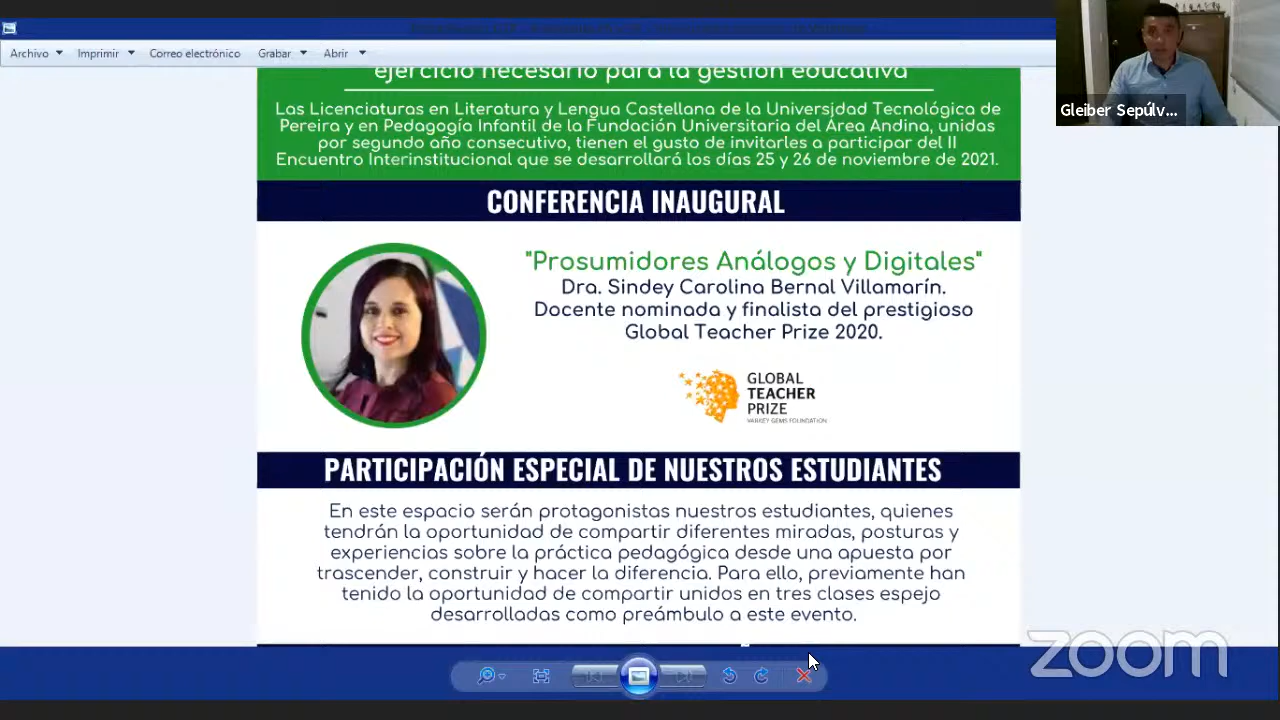 Archivo Imprimir Correo electrónico Grabar Abrir
Gleiber Sepúlv...
ejercicio necesario para la gestión educativa
Las Licenciaturas en Literatura y Lengua Castellana de la Universidad Tecnológica de
Pereira y en Pedagogía Infantil de la Fundación Universitaria del Área Andina, unidas
por segundo año consecutivo, tienen el gusto de invitarles a participar del II
Encuentro Interinstitucional que se desarrollará los días 25 y 26 de noviembre de 2021.
CONFERENCIA INAUGURAL
"Prosumidores Análogos y Digitales"
Dra. Sindey Carolina Bernal Villamarín.
Docente nominada y finalista del prestigioso
Global Teacher Prize 2020.
GLOBAL
TEACHER
PRIZE
VARKEY GEMS FOUNDATION
PARTICIPACIÓN ESPECIAL DE NUESTROS ESTUDIANTES
En este espacio serán protagonistas nuestros estudiantes, quienes
tendrán la oportunidad de compartir diferentes miradas, posturas y
experiencias sobre la práctica pedagógica desde una apuesta por
trascender, construir y hacer la diferencia. Para ello, previamente han
tenido la oportunidad de compartir unidos en tres clases espejo
desarrolladas como preámbulo a este evento.
zoom